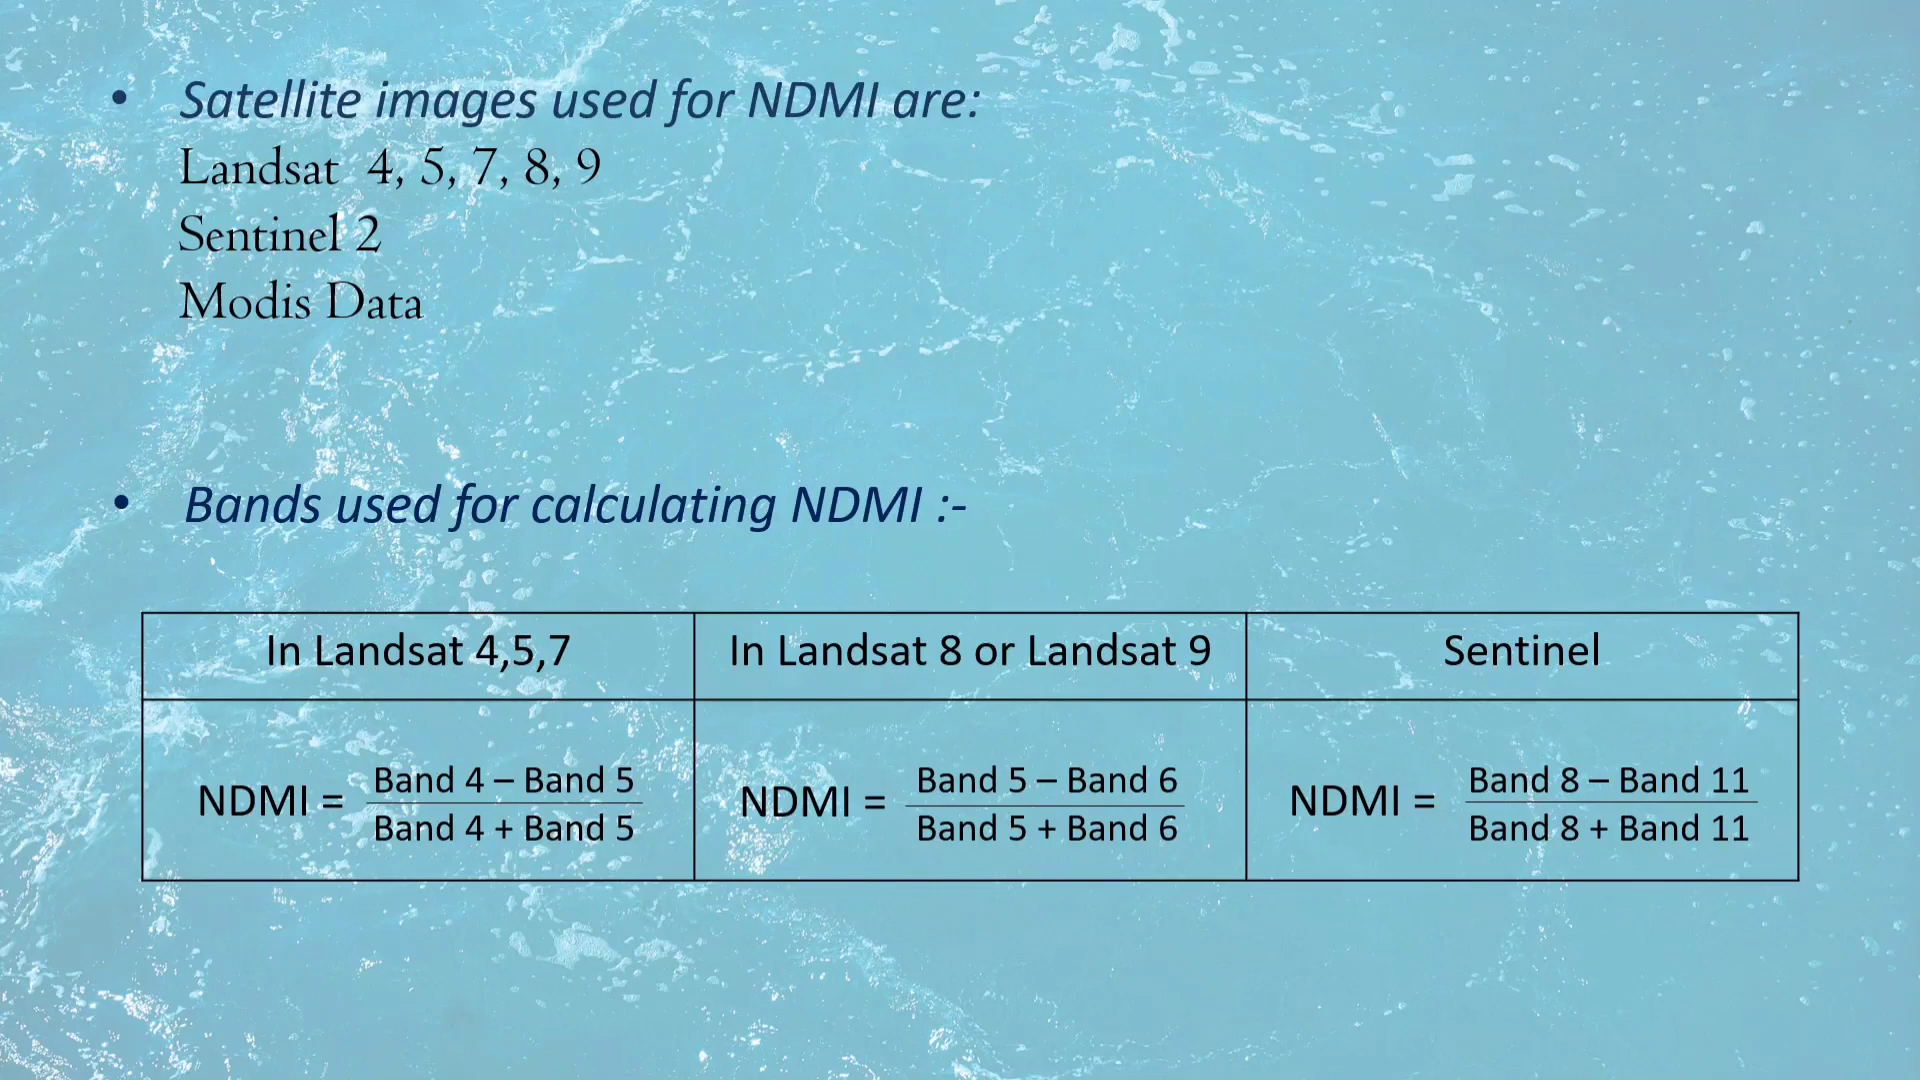 • Satellite images used for NDMI are:
Landsat 4, 5, 7, 8, 9
Sentinel 2
Modis Data
• Bands used for calculating NDMI :-
In Landsat 4,5,7
In Landsat 8 or Landsat 9
Sentinel
NDMI = Band 4 – Band 5
Band 4 + Band 5
NDMI = Band 5 – Band 6
Band 5 + Band 6
NDMI = Band 8 – Band 11
Band 8 + Band 11